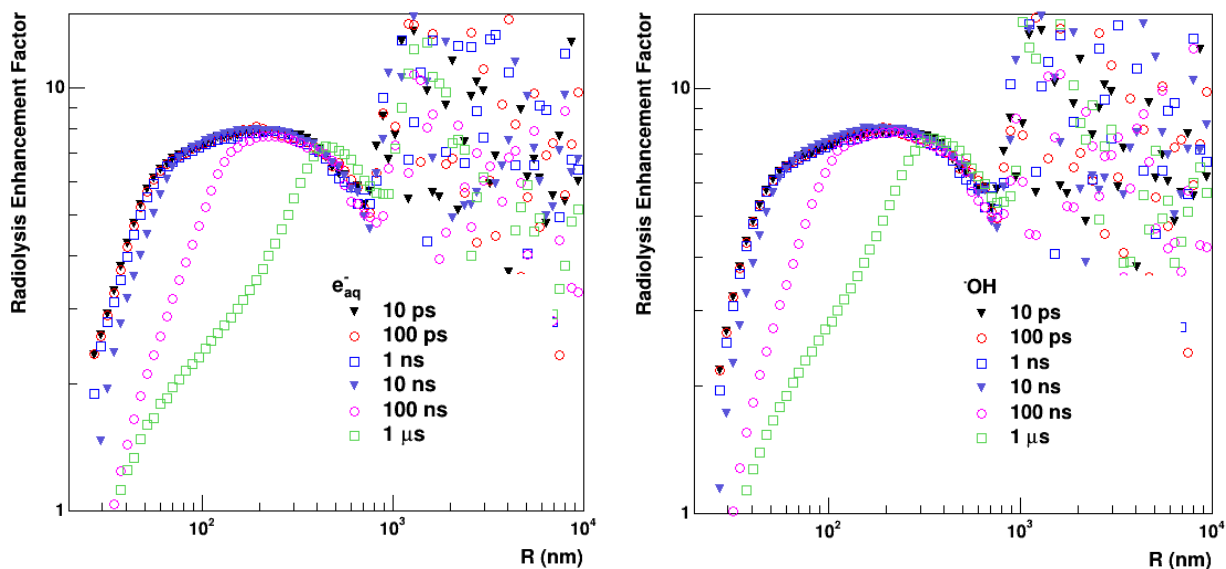 Radiolysis Enhancement Factor
10
1
e⁻aq
10 ps
100 ps
1 ns
10 ns
100 ns
1 μs
10²
10³
10⁴
R (nm)
Radiolysis Enhancement Factor
10
1
·OH
10 ps
100 ps
1 ns
10 ns
100 ns
1 μs
10²
10³
10⁴
R (nm)